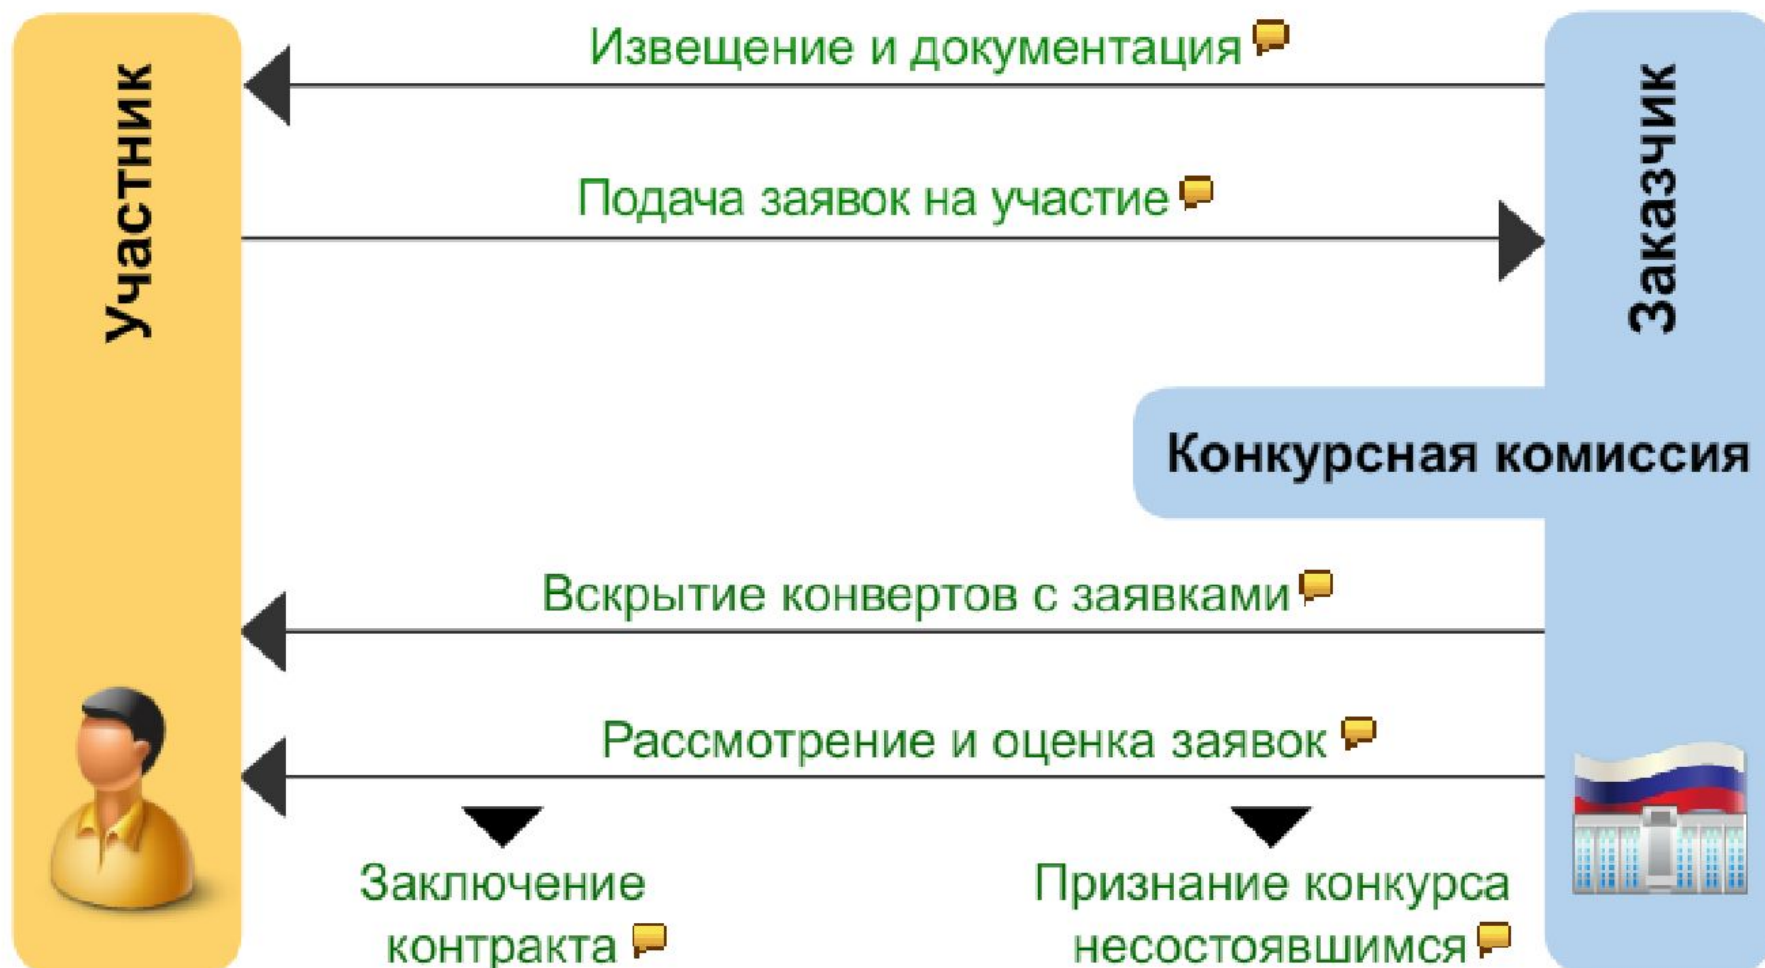 Извещение и документация
Участник
Заказчик
Подача заявок на участие
Конкурсная комиссия
Вскрытие конвертов с заявками
Рассмотрение и оценка заявок
Заключение
контракта
Признание конкурса
несостоявшимся